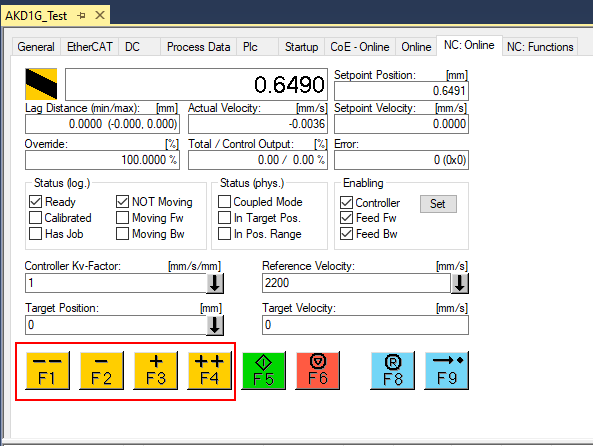 AKD1G_Test
General EtherCAT DC Process Data Plc Startup CoE - Online Online NC: Online NC: Functions
0.6490
Setpoint Position: [mm]
0.6491
Lag Distance (min/max): [mm] Actual Velocity: [mm/s] Setpoint Velocity: [mm/s]
0.0000 (-0.000, 0.000) -0.0036 0.0000
Override: [%] Total / Control Output: [%] Error:
100.0000 % 0.00 / 0.00 % 0 (0x0)
Status (log.) Status (phys.) Enabling
Ready NOT Moving Coupled Mode Controller Set
Calibrated Moving Fw In Target Pos. Feed Fw
Has Job Moving Bw In Pos. Range Feed Bw
Controller Kv-Factor: [mm/s/mm] Reference Velocity: [mm/s]
1 2200
Target Position: [mm] Target Velocity: [mm/s]
0 0
-- - + ++ R
F1 F2 F3 F4 F5 F6 F8 F9